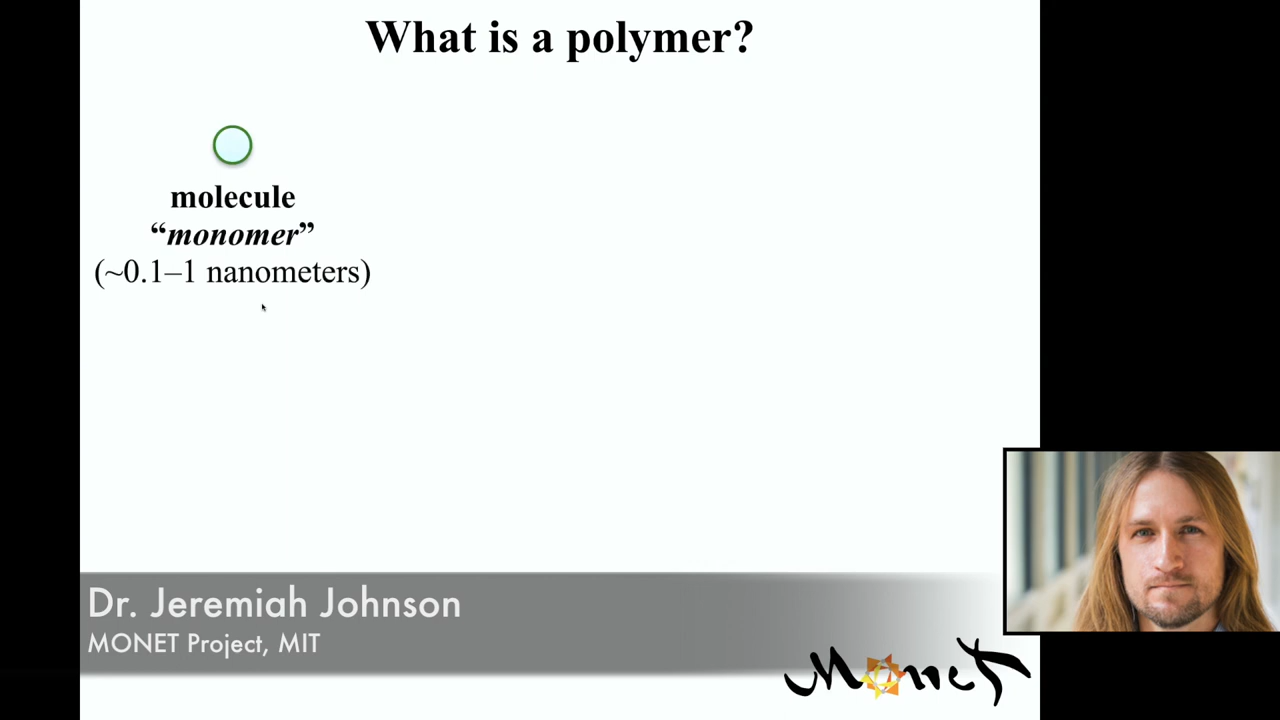 What is a polymer?
molecule
“monomer”
(~0.1–1 nanometers)
Dr. Jeremiah Johnson
MONET Project, MIT
Monet